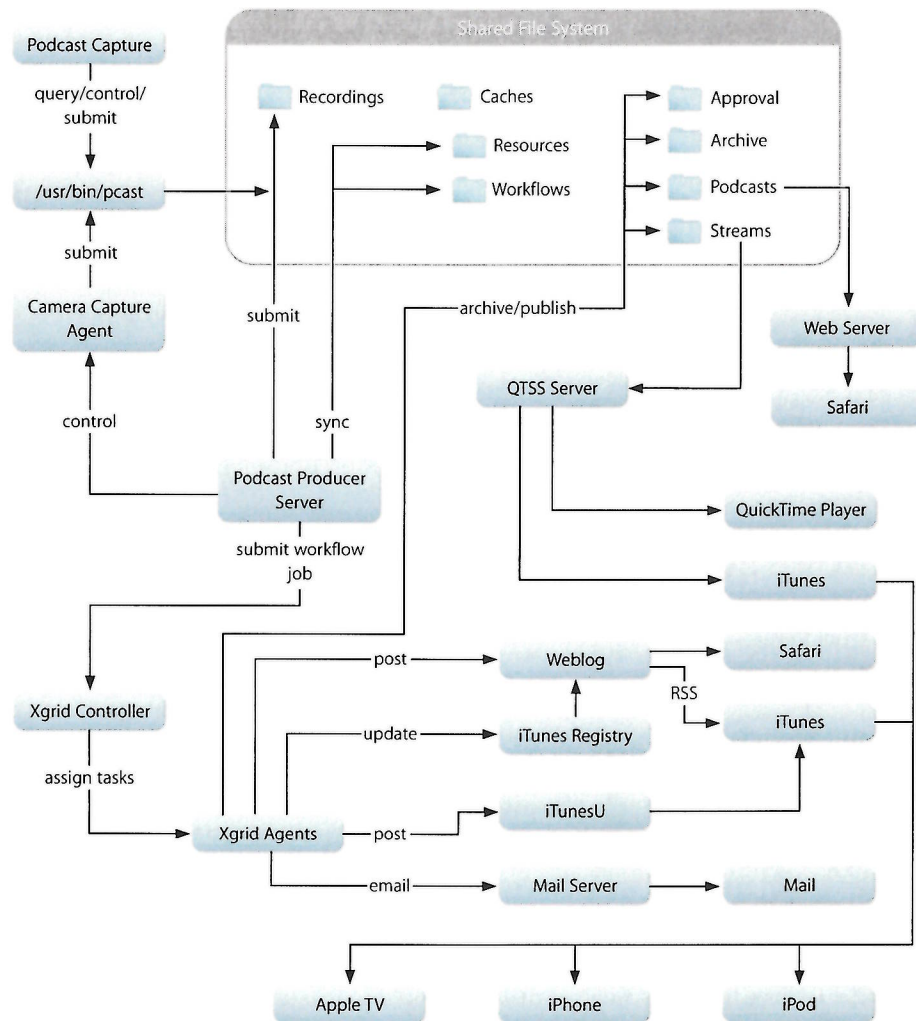 Shared File System
Podcast Capture
query/control/
submit
/usr/bin/pcast
submit
Camera Capture
Agent
control
Recordings
Caches
Resources
Workflows
Approval
Archive
Podcasts
Streams
submit
sync
archive/publish
Podcast Producer
Server
submit workflow
job
QTSS Server
Web Server
Safari
QuickTime Player
iTunes
Xgrid Controller
assign tasks
Xgrid Agents
post
Weblog
Safari
RSS
update
iTunes Registry
iTunes
post
iTunesU
email
Mail Server
Mail
Apple TV
iPhone
iPod